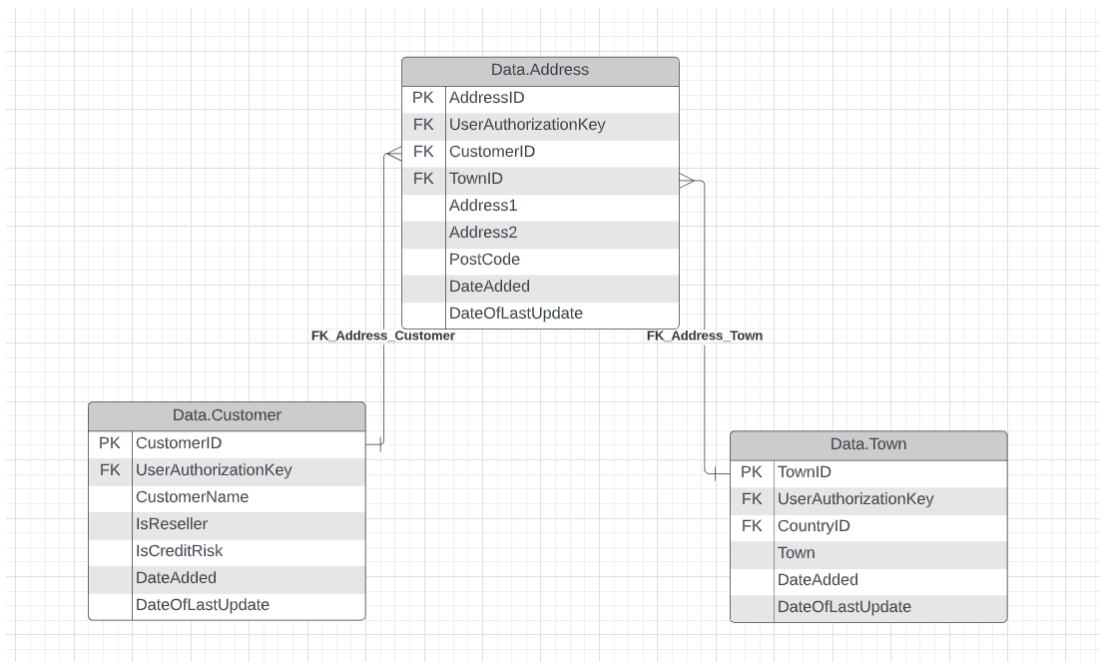 Data.Address
PK AddressID
FK UserAuthorizationKey
FK CustomerID
FK TownID
Address1
Address2
PostCode
DateAdded
DateOfLastUpdate
FK_Address_Customer
FK_Address_Town
Data.Customer
PK CustomerID
FK UserAuthorizationKey
CustomerName
IsReseller
IsCreditRisk
DateAdded
DateOfLastUpdate
Data.Town
PK TownID
FK UserAuthorizationKey
FK CountryID
Town
DateAdded
DateOfLastUpdate